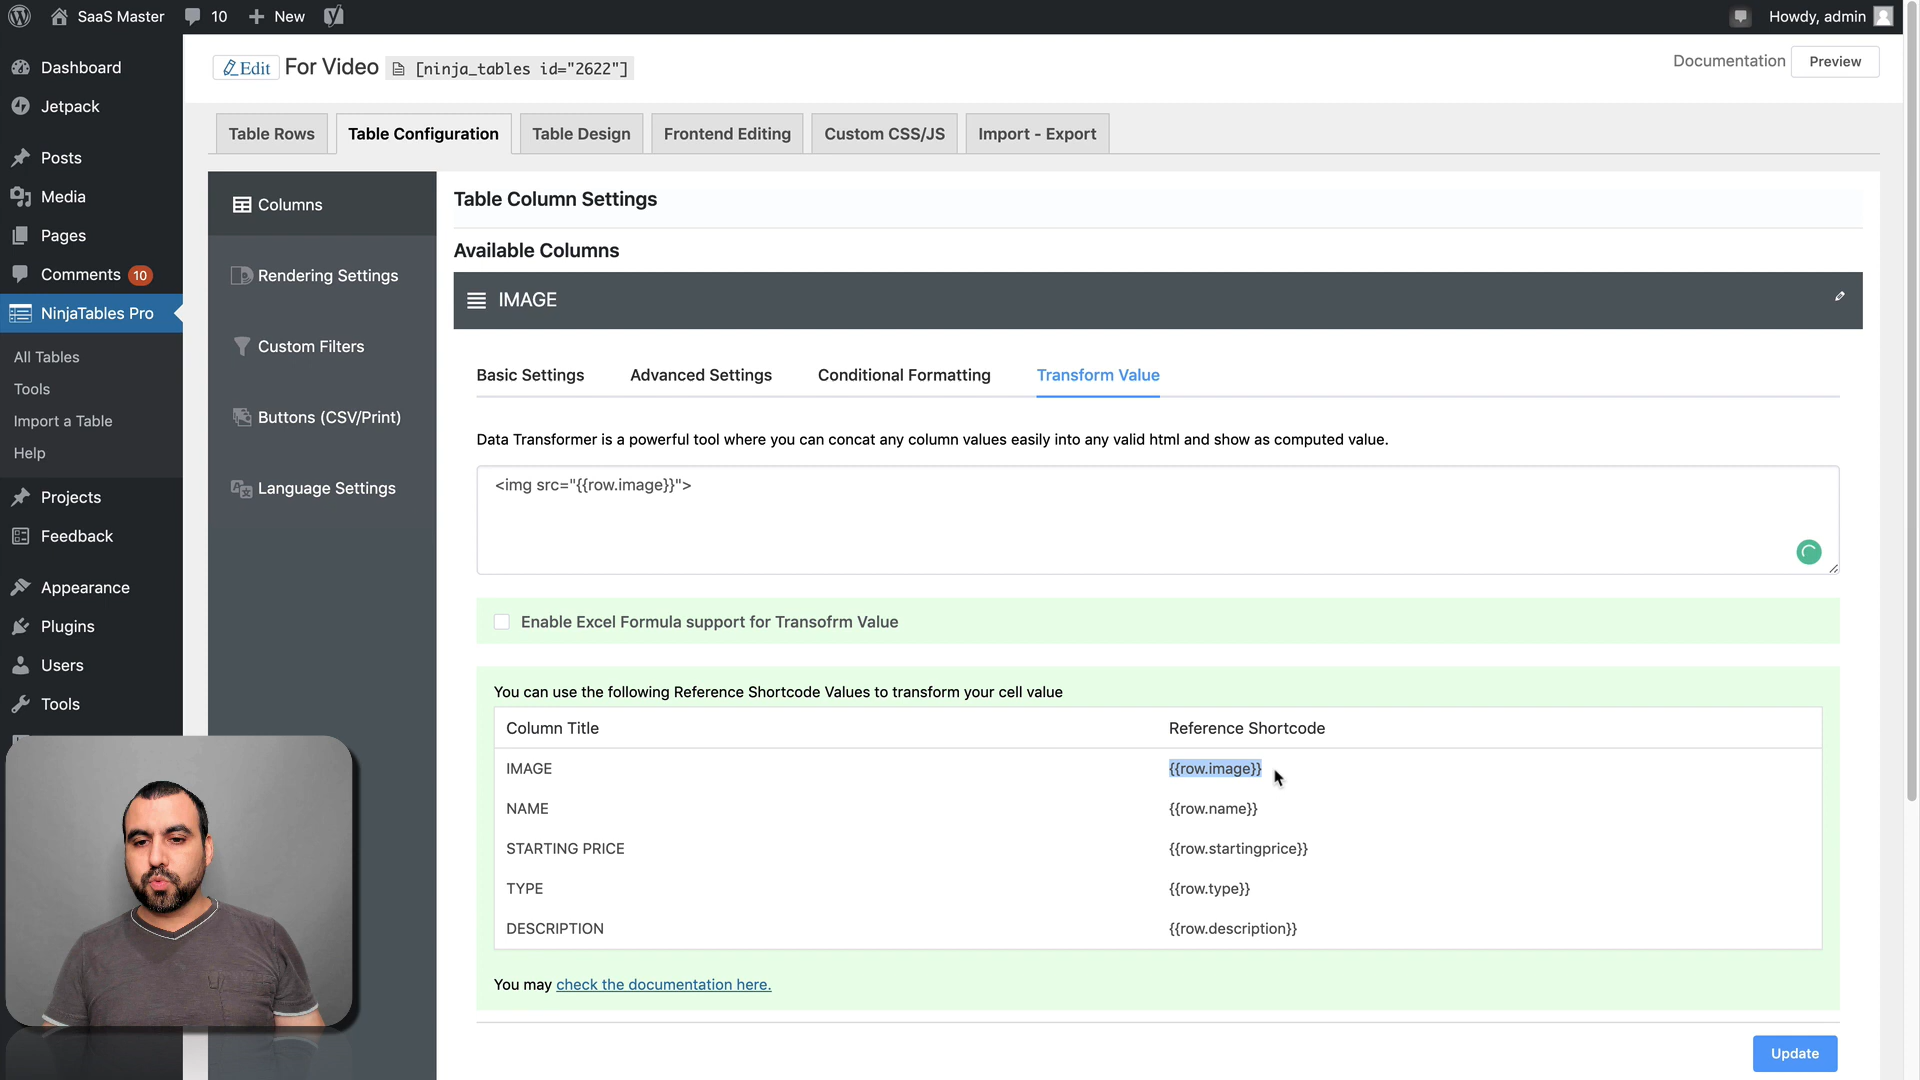 SaaS Master
10
New
Howdy, admin
Dashboard
Jetpack
Posts
Media
Pages
Comments 10
NinjaTables Pro
All Tables
Tools
Import a Table
Help
Projects
Feedback
Appearance
Plugins
Users
Tools
Edit For Video [ninja_tables id="2622"]
Documentation Preview
Table Rows Table Configuration Table Design Frontend Editing Custom CSS/JS Import - Export
Columns
Rendering Settings
Custom Filters
Buttons (CSV/Print)
Language Settings
Table Column Settings
Available Columns
IMAGE
Basic Settings Advanced Settings Conditional Formatting Transform Value
Data Transformer is a powerful tool where you can concat any column values easily into any valid html and show as computed value.
<img src="{{row.image}}">
Enable Excel Formula support for Transofrm Value
You can use the following Reference Shortcode Values to transform your cell value
Column Title Reference Shortcode
IMAGE {{row.image}}
NAME {{row.name}}
STARTING PRICE {{row.startingprice}}
TYPE {{row.type}}
DESCRIPTION {{row.description}}
You may check the documentation here.
Update